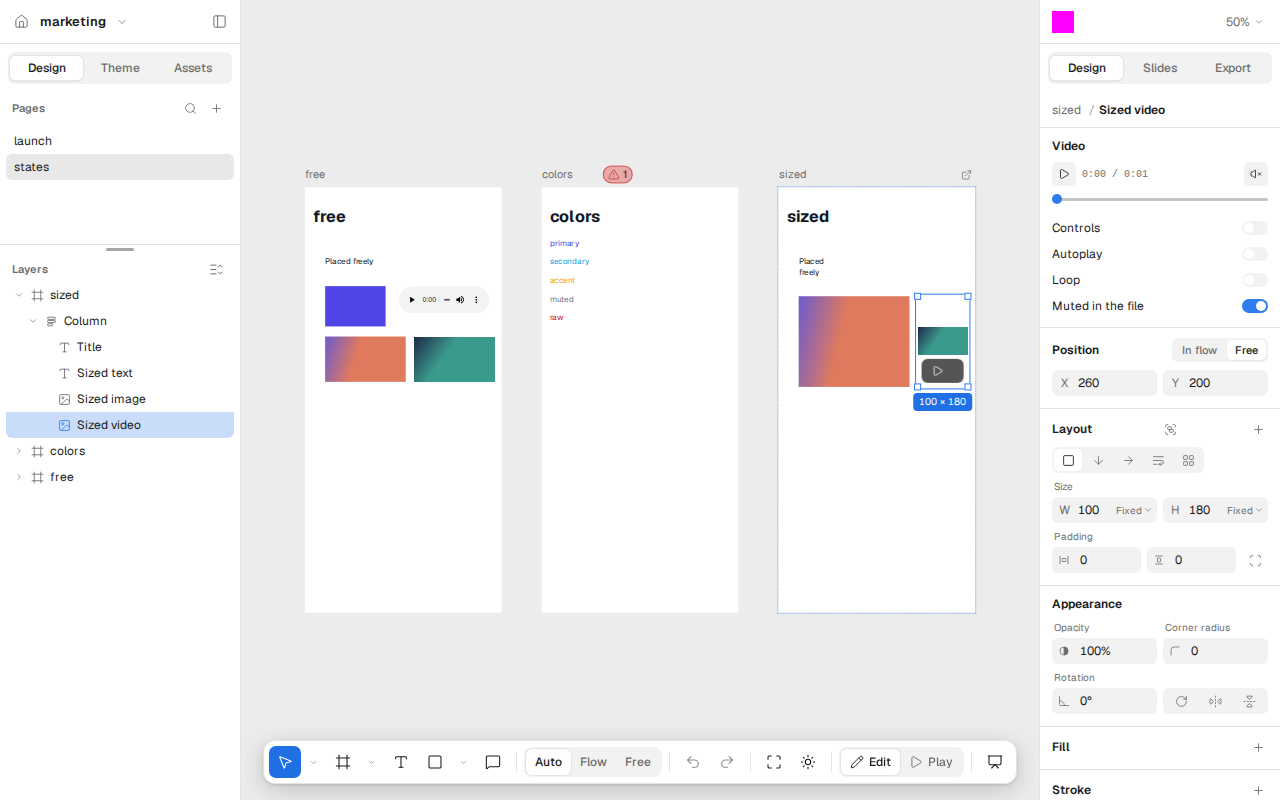 marketing
Design
Theme
Assets
Pages
launch
states
Layers
sized
Column
Title
Sized text
Sized image
Sized video
colors
free
free
free
Placed freely
0:00
colors
1
colors
primary
secondary
accent
muted
raw
sized
sized
Placed
freely
100 × 180
Auto
Flow
Free
Edit
Play
50%
Design
Slides
Export
sized / Sized video
Video
0:00 / 0:01
Controls
Autoplay
Loop
Muted in the file
Position
In flow
Free
X 260
Y 200
Layout
Size
W 100 Fixed
H 180 Fixed
Padding
0
0
Appearance
Opacity
Corner radius
100%
0
Rotation
0°
Fill
Stroke